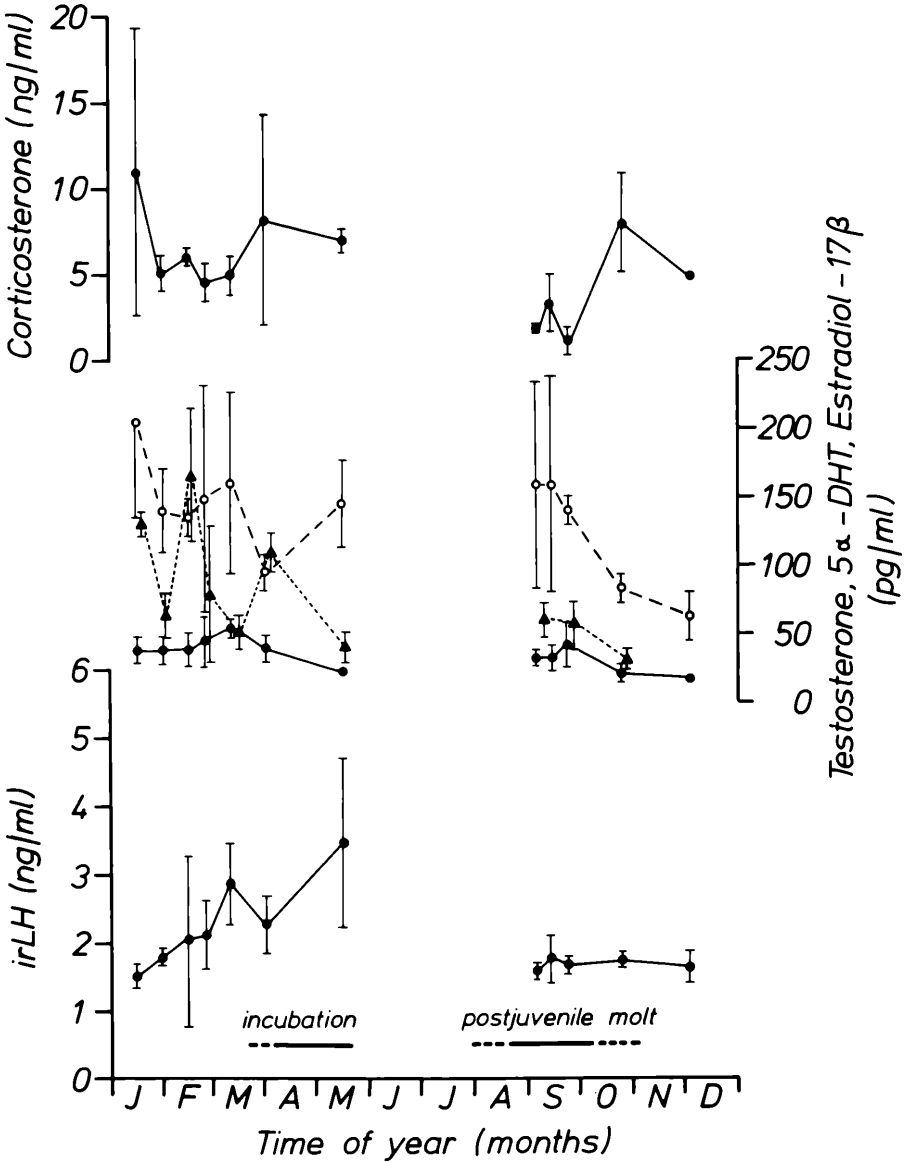 Corticosterone (ng/ml)
20
15
10
5
0
Testosterone, 5α-DHT, Estradiol-17β
(pg/ml)
250
200
150
100
50
0
irLH (ng/ml)
6
5
4
3
2
1
0
incubation
postjuvenile molt
J F M A M J J A S O N D
Time of year (months)